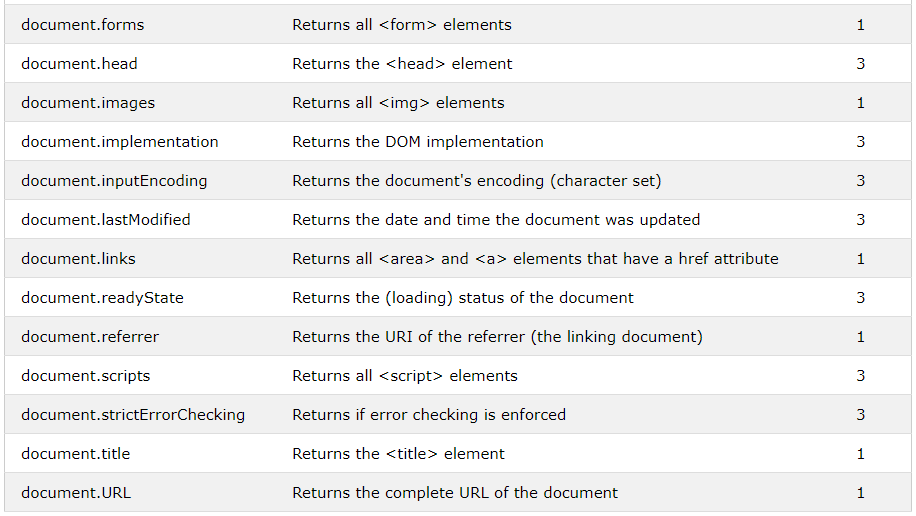 document.forms Returns all <form> elements 1
document.head Returns the <head> element 3
document.images Returns all <img> elements 1
document.implementation Returns the DOM implementation 3
document.inputEncoding Returns the document's encoding (character set) 3
document.lastModified Returns the date and time the document was updated 3
document.links Returns all <area> and <a> elements that have a href attribute 1
document.readyState Returns the (loading) status of the document 3
document.referrer Returns the URI of the referrer (the linking document) 1
document.scripts Returns all <script> elements 3
document.strictErrorChecking Returns if error checking is enforced 3
document.title Returns the <title> element 1
document.URL Returns the complete URL of the document 1